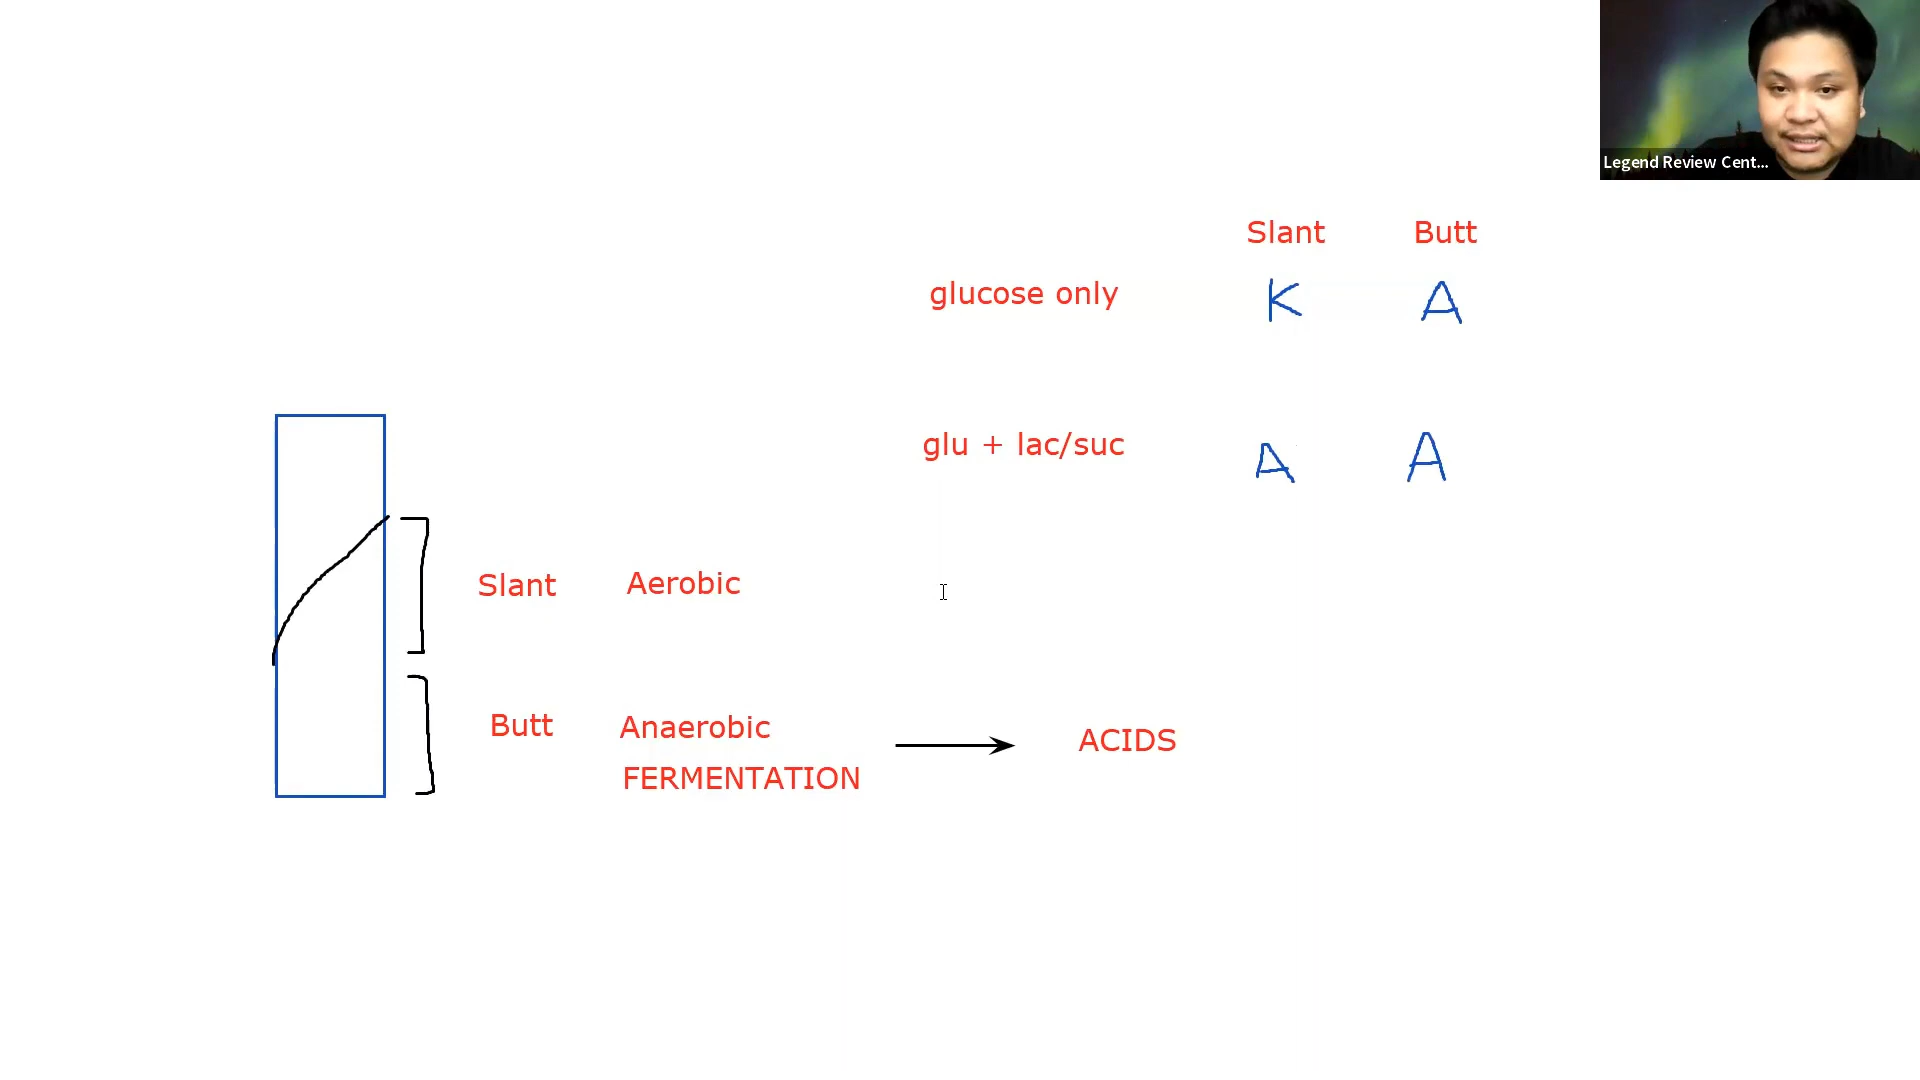 Legend Review Cent...
Slant Butt
glucose only K A
glu + lac/suc A A
Slant Aerobic
Butt Anaerobic
FERMENTATION
ACIDS